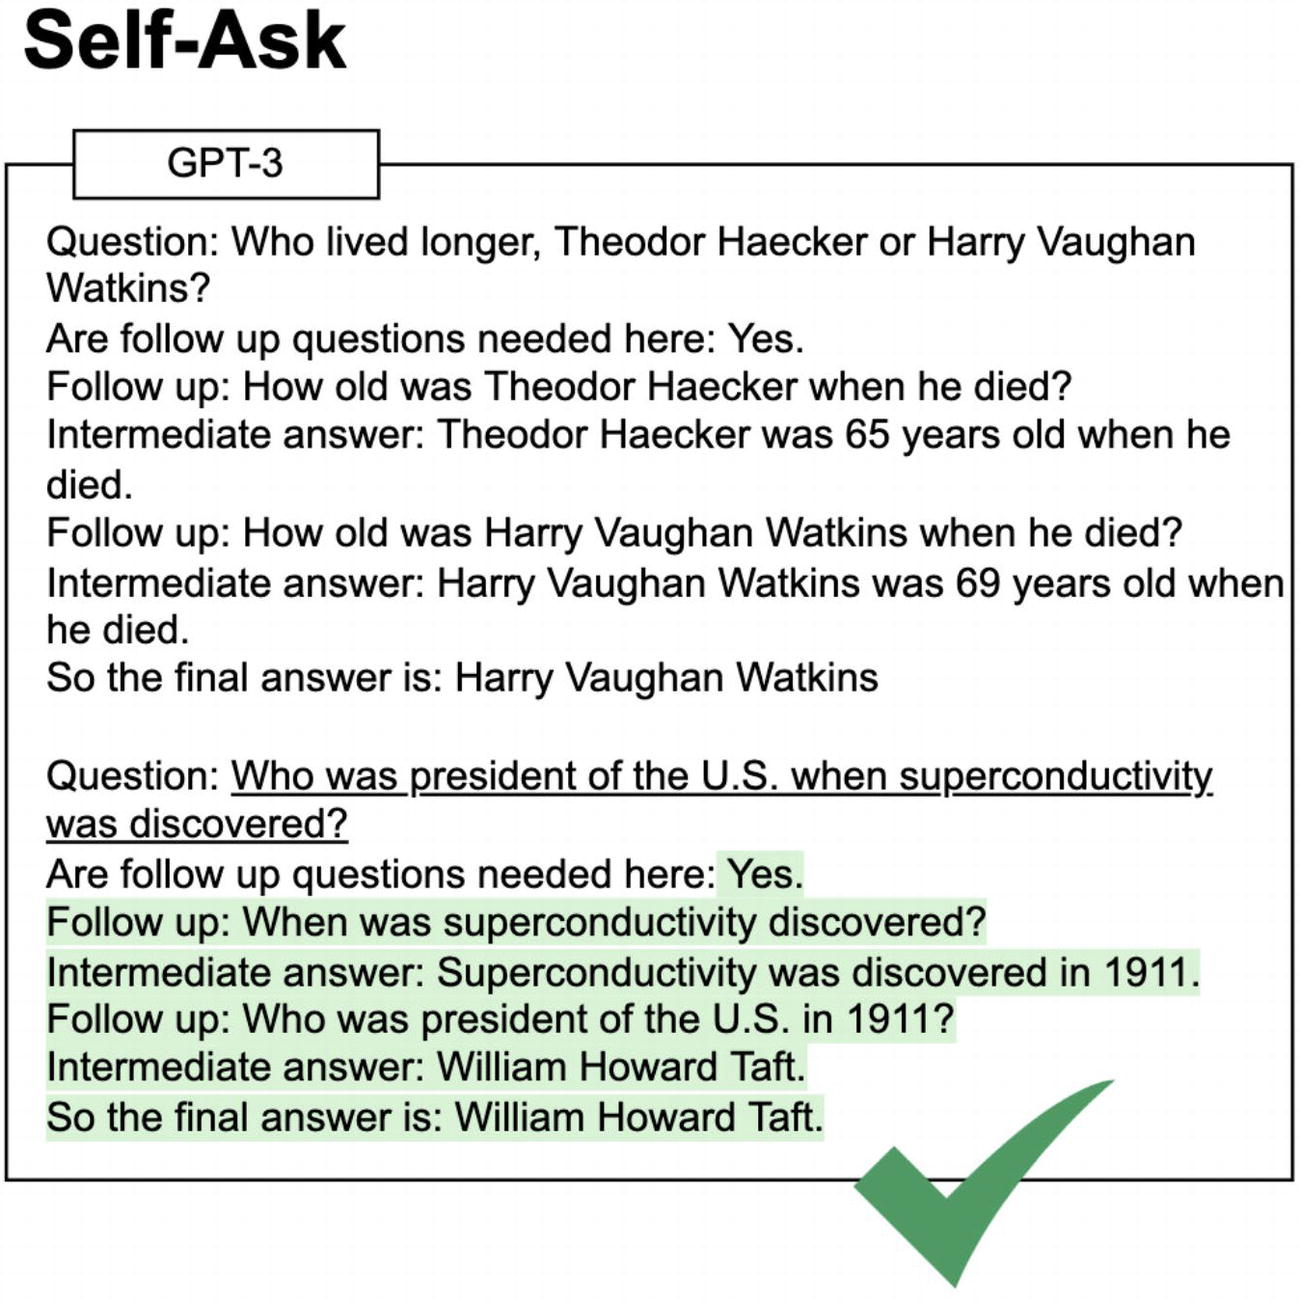 Self-Ask
GPT-3
Question: Who lived longer, Theodor Haecker or Harry Vaughan
Watkins?
Are follow up questions needed here: Yes.
Follow up: How old was Theodor Haecker when he died?
Intermediate answer: Theodor Haecker was 65 years old when he
died.
Follow up: How old was Harry Vaughan Watkins when he died?
Intermediate answer: Harry Vaughan Watkins was 69 years old when
he died.
So the final answer is: Harry Vaughan Watkins
Question: Who was president of the U.S. when superconductivity
was discovered?
Are follow up questions needed here: Yes.
Follow up: When was superconductivity discovered?
Intermediate answer: Superconductivity was discovered in 1911.
Follow up: Who was president of the U.S. in 1911?
Intermediate answer: William Howard Taft.
So the final answer is: William Howard Taft.